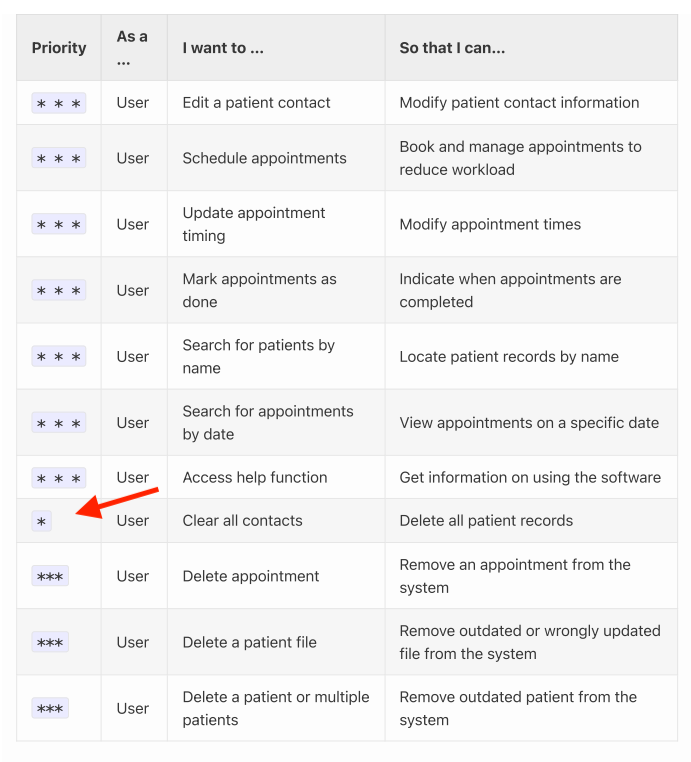 Priority As a ... I want to ... So that I can...
* * * User Edit a patient contact Modify patient contact information
* * * User Schedule appointments Book and manage appointments to
reduce workload
* * * User Update appointment
timing Modify appointment times
* * * User Mark appointments as
done Indicate when appointments are
completed
* * * User Search for patients by
name Locate patient records by name
* * * User Search for appointments
by date View appointments on a specific date
* * * User Access help function Get information on using the software
* User Clear all contacts Delete all patient records
*** User Delete appointment Remove an appointment from the
system
*** User Delete a patient file Remove outdated or wrongly updated
file from the system
*** User Delete a patient or multiple
patients Remove outdated patient from the
system